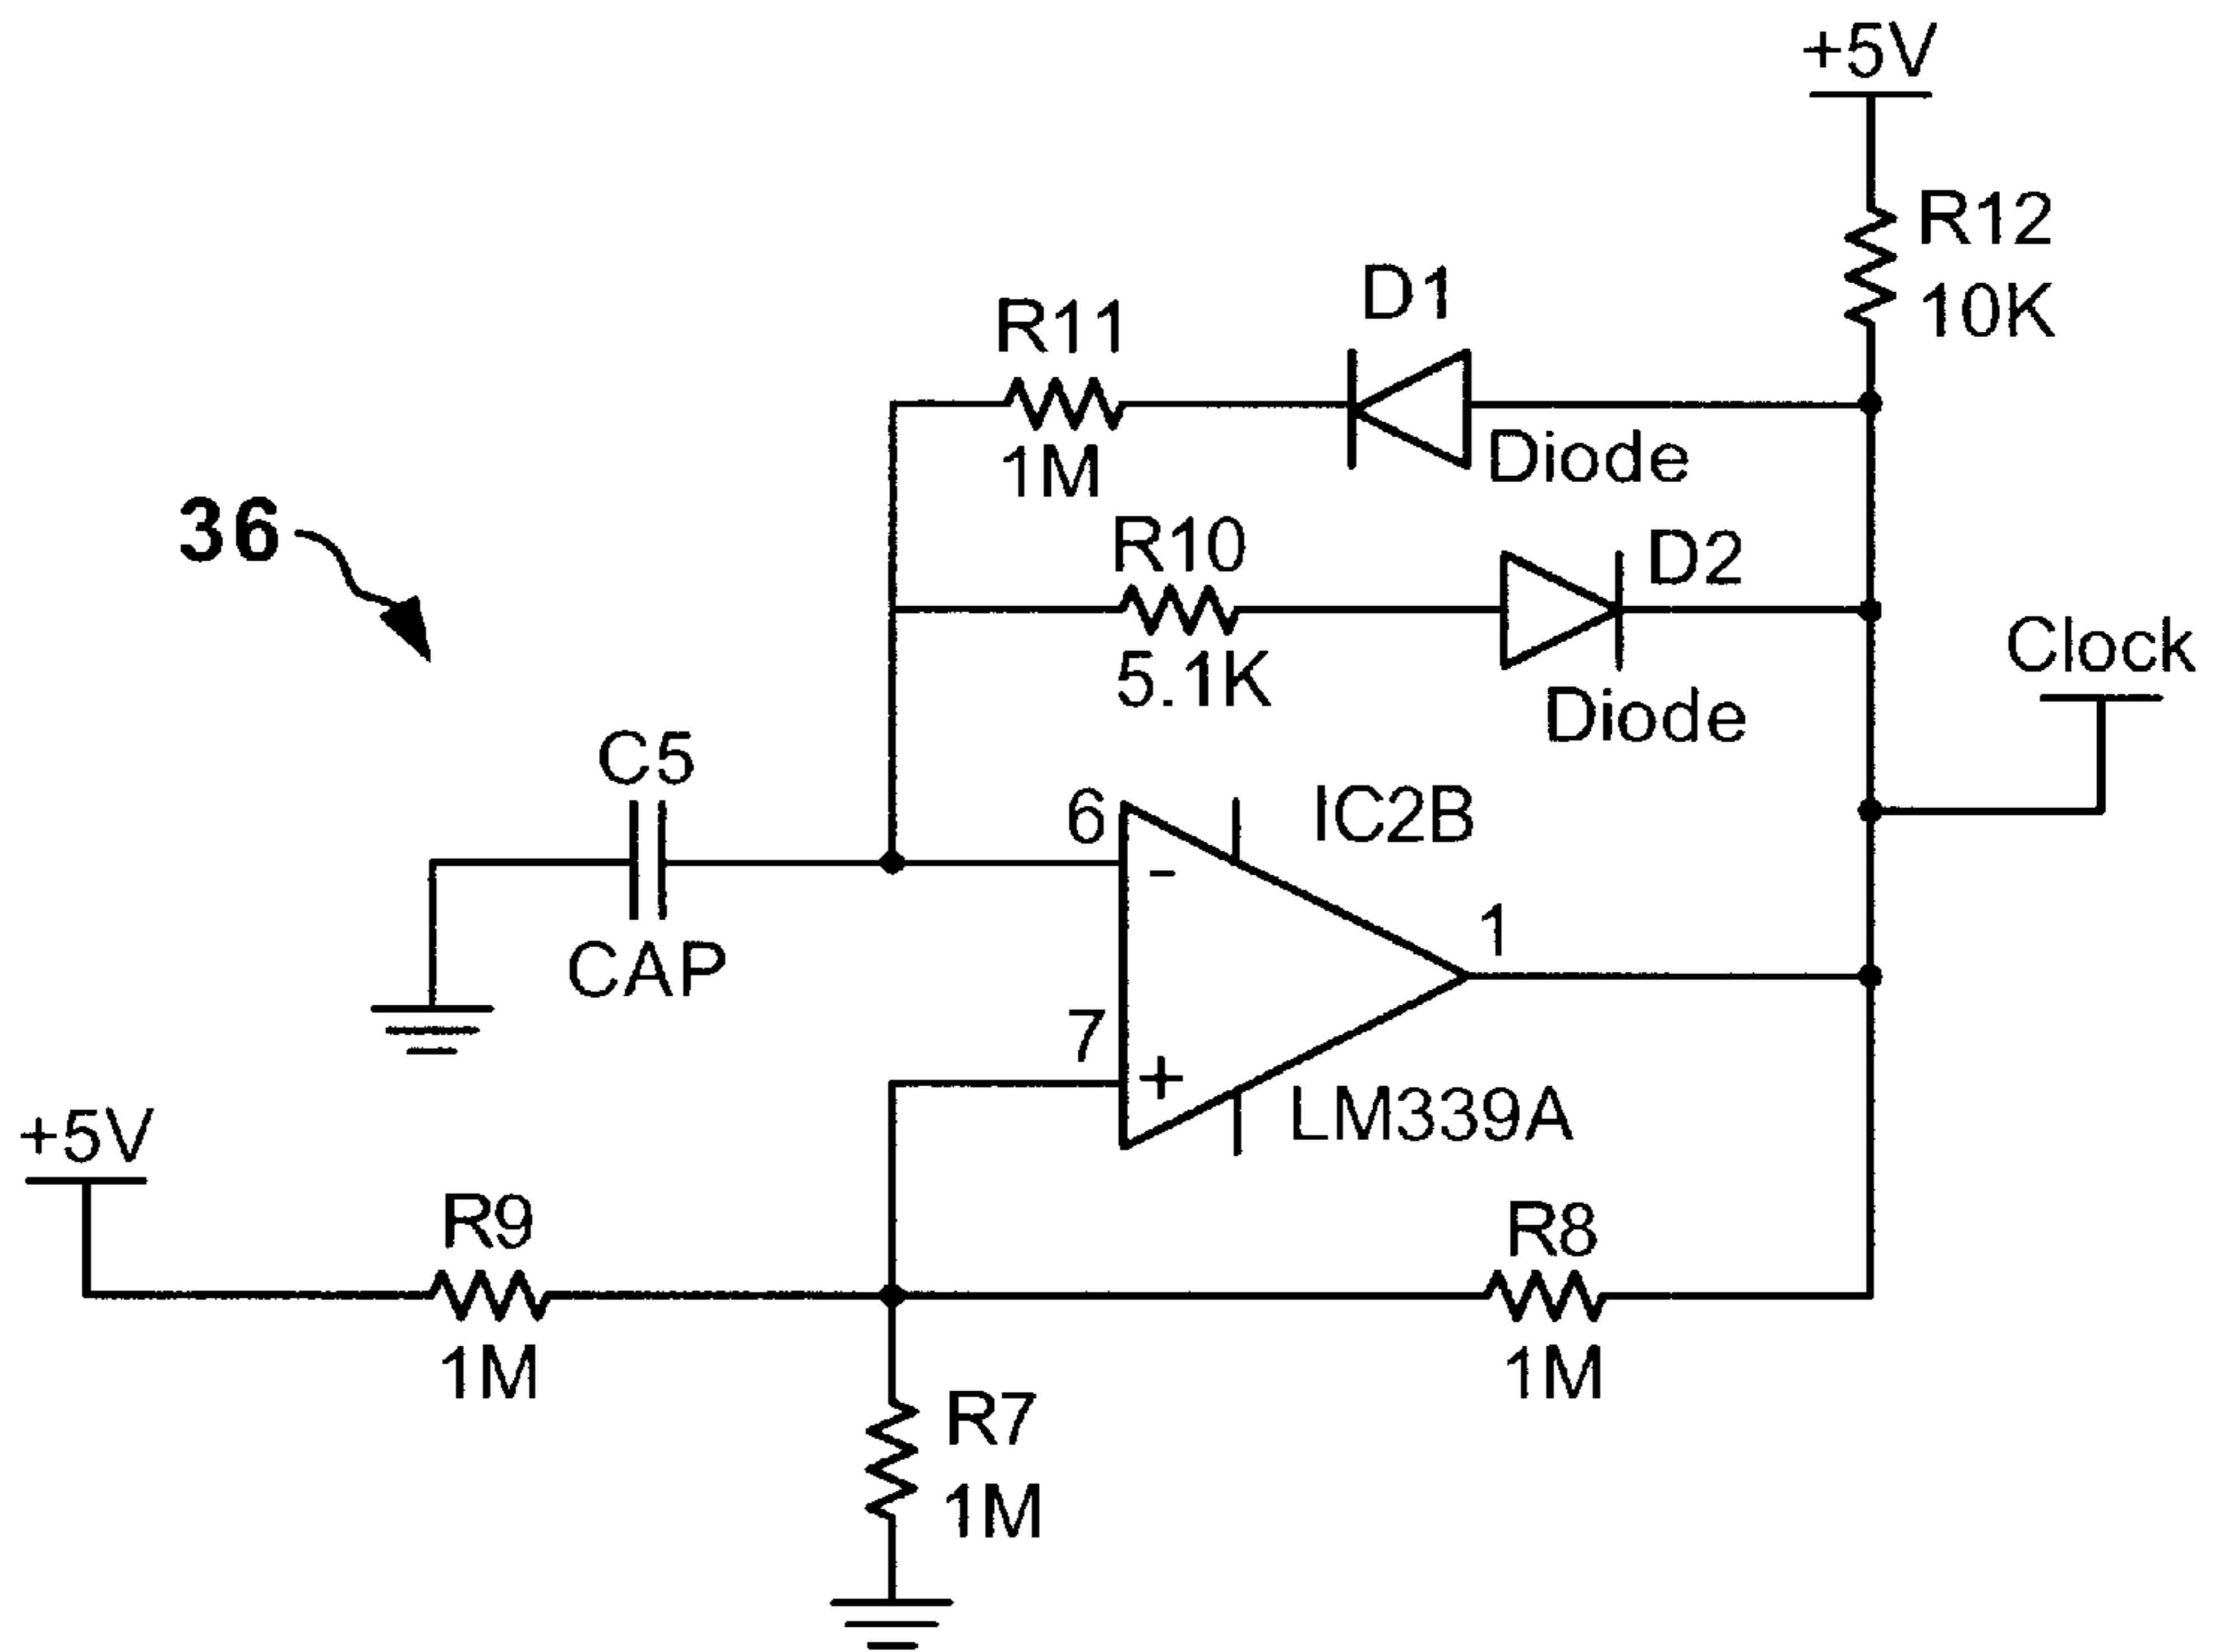 +5V
R12
10K
D1
R11
Diode
1M
36
R10
D2
5.1K
Diode
Clock
C5
CAP
6
IC2B
-
1
7
+
LM339A
+5V
R9
1M
R8
1M
R7
1M